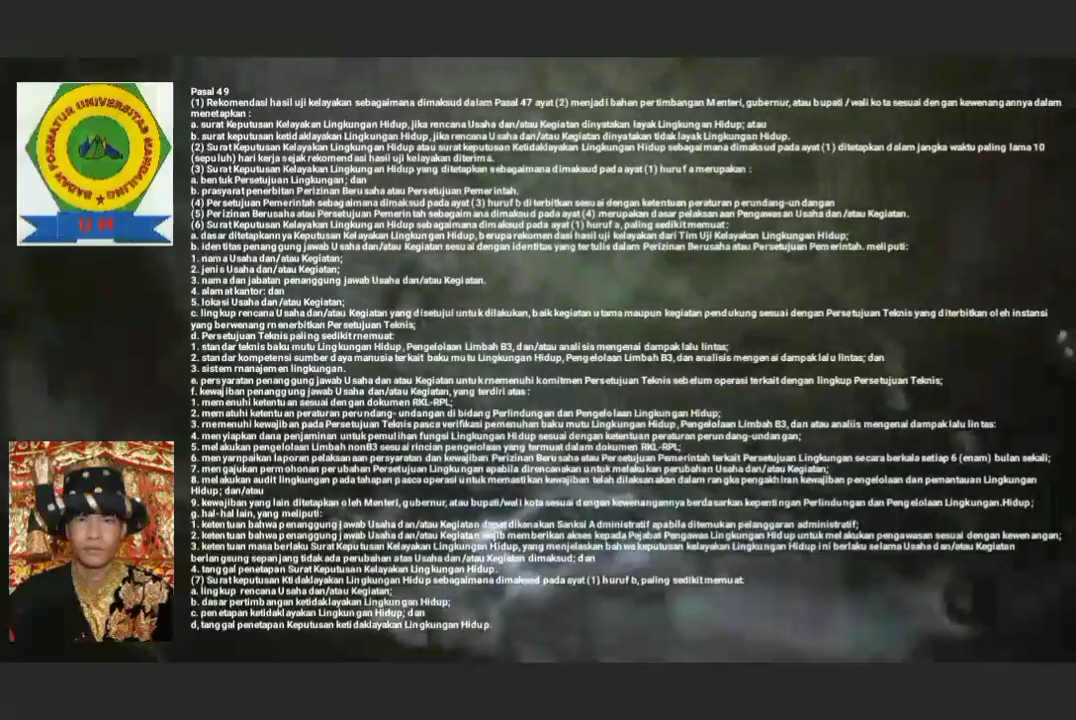 BADAN FORMATUR UNIVERSITAS MANDAILING
U M
Pasal 49
(1) Rekomendasi hasil uji kelayakan sebagaimana dimaksud dalam Pasal 47 ayat (2) menjadi bahan pertimbangan Menteri, gubernur, atau bupati / wali kota sesuai dengan kewenangannya dalam
menetapkan :
a. surat Keputusan Kelayakan Lingkungan Hidup, jika rencana Usaha dan/atau Kegiatan dinyatakan layak Lingkungan Hidup; atau
b. surat keputusan ketidaklayakan Lingkungan Hidup, jika rencana Usaha dan/atau Kegiatan dinyatakan tidak layak Lingkungan Hidup.
(2) Surat Keputusan Kelayakan Lingkungan Hidup atau surat keputusan Ketidaklayakan Lingkungan Hidup sebagaimana dimaksud pada ayat (1) ditetapkan dalam jangka waktu paling lama 10
(sepuluh) hari kerja sejak rekomendasi hasil uji kelayakan diterima.
(3) Surat Keputusan Kelayakan Lingkungan Hidup yang ditetapkan sebagaimana dimaksud pada ayat (1) huruf a merupakan :
a. bentuk Persetujuan Lingkungan; dan
b. prasyarat penerbitan Perizinan Berusaha atau Persetujuan Pemerintah.
(4) Persetujuan Pemerintah sebagaimana dimaksud pada ayat (3) huruf b diterbitkan sesuai dengan ketentuan peraturan perundang-undangan
(5) Perizinan Berusaha atau Persetujuan Pemerintah sebagaimana dimaksud pada ayat (4) merupakan dasar pelaksanaan Pengawasan Usaha dan/atau Kegiatan.
(6) Surat Keputusan Kelayakan Lingkungan Hidup sebagaimana dimaksud pada ayat (1) huruf a, paling sedikit memuat :
a. dasar ditetapkannya Keputusan Kelayakan Lingkungan Hidup, berupa rekomendasi hasil uji kelayakan dari Tim Uji Kelayakan Lingkungan Hidup;
b. identitas penanggung jawab Usaha dan/atau Kegiatan sesuai dengan identitas yang tertulis dalam Perizinan Berusaha atau Persetujuan Pemerintah. meliputi:
1. nama Usaha dan/atau Kegiatan;
2. jenis Usaha dan/atau Kegiatan;
3. nama dan jabatan penanggung jawab Usaha dan/atau Kegiatan.
4. alamat kantor: dan
5. lokasi Usaha dan/atau Kegiatan;
c. lingkup rencana Usaha dan/atau Kegiatan yang disetujui untuk dilakukan, baik kegiatan utama maupun kegiatan pendukung sesuai dengan Persetujuan Teknis yang diterbitkan oleh instansi
yang berwenang rnenerbitkan Persetujuan Teknis;
d. Persetujuan Teknis paling sedikit rnemuat:
1. standar teknis baku mutu Lingkungan Hidup, Pengelolaan Limbah B3, dan/atau analisis mengenai dampak lalu lintas;
2. standar kompetensi sumber daya manusia terkait baku mutu Lingkungan Hidup, Pengelolaan Limbah B3, dan analisis mengenai dampak lalu lintas; dan
3. sistem rnanajemen lingkungan.
e. persyaratan penanggung jawab Usaha dan atau Kegiatan untuk rnemenuhi komitmen Persetujuan Teknis sebelum operasi terkait dengan lingkup Persetujuan Teknis;
f. kewajiban penanggung jawab Usaha dan/atau Kegiatan, yang terdiri atas :
1. memenuhi kesesuaian dengan dokumen RKL-RPL;
2. mematuhi ketentuan peraturan perundang- undangan di bidang Perlindungan dan Pengelolaan Lingkungan Hidup;
3. rnemenuhi kewajiban pada Persetujuan Teknis pasca verifikasi pemenuhan baku mutu Lingkungan Hidup, Pengelolaan Limbah B3, dan atau analiis mengenai dampak lalu lintas:
4. menyiapkan dana penjaminan untuk pemulihan fungsi Lingkungan Hidup sesuai dengan ketentuan peraturan perundang-undangan;
5. melakukan pengelolaan Limbah nonB3 sesuai rincian pengelolaan yang termuat dalam dokumen RKL-RPL;
6. menyampaikan laporan pelaksanaan persyaratan dan kewajiban Perizinan Berusaha atau Persetujuan Pemerintah terkait Persetujuan Lingkungan secara berkala setiap 6 (enam) bulan sekali;
7. mengajukan permohonan perubahan Persetujuan Lingkungan apabila direncanakan untuk melakukan perubahan Usaha dan/atau Kegiatan;
8. melakukan audit lingkungan pada tahapan pasca operasi untuk memastikan kewajiban telah dilaksanakan dalam rangka pengakhiran kewajiban pengelolaan dan pemantauan Lingkungan
Hidup; dan/atau
9. kewajiban yang lain ditetapkan oleh Menteri, gubernur, atau bupati/wali kota sesuai dengan kewenangannya berdasarkan kepentingan Perlindungan dan Pengelolaan Lingkungan.Hidup;
g. hal- hal lain, yang meliputi:
1. ketentuan bahwa penanggung jawab Usaha dan/atau Kegiatan dapat dikanakan Sanksi Administratif apabila ditemukan pelanggaran administratif;
2. ketentuan bahwa penanggung jawab Usaha dan/atau Kegiatan wajib memberikan akses kepada Pejabat Pengawas Lingkungan Hidup untuk melakukan pengawasan sesuai dengan kewenangan;
3. ketentuan masa berlaku Surat Keputusan Kelayakan Lingkungan Hidup, yang menjelaskan bahwa keputusan kelayakan Lingkungan Hidup ini berlaku selama Usaha dan/atau Kegiatan
berlangsung sepanjang tidak ada perubahan atas Usaha dan/atau Kegiatan dimaksud; dan
4. tanggal penetapan Surat Keputusan Kelayakan Lingkungan Hidup.
(7) Surat keputusan Ktidaklayakan Lingkungan Hidup sebagaimana dimaksud pada ayat (1) huruf b, paling sedikit memuat:
a. lingkup rencana Usaha dan/atau Kegiatan;
b. dasar pertimbangan ketidaklayakan Lingkungan Hidup;
c. penetapan ketidaklayakan Lingkungan Hidup; dan
d, tanggal penetapan Keputusan ketidaklayakan Lingkungan Hidup.